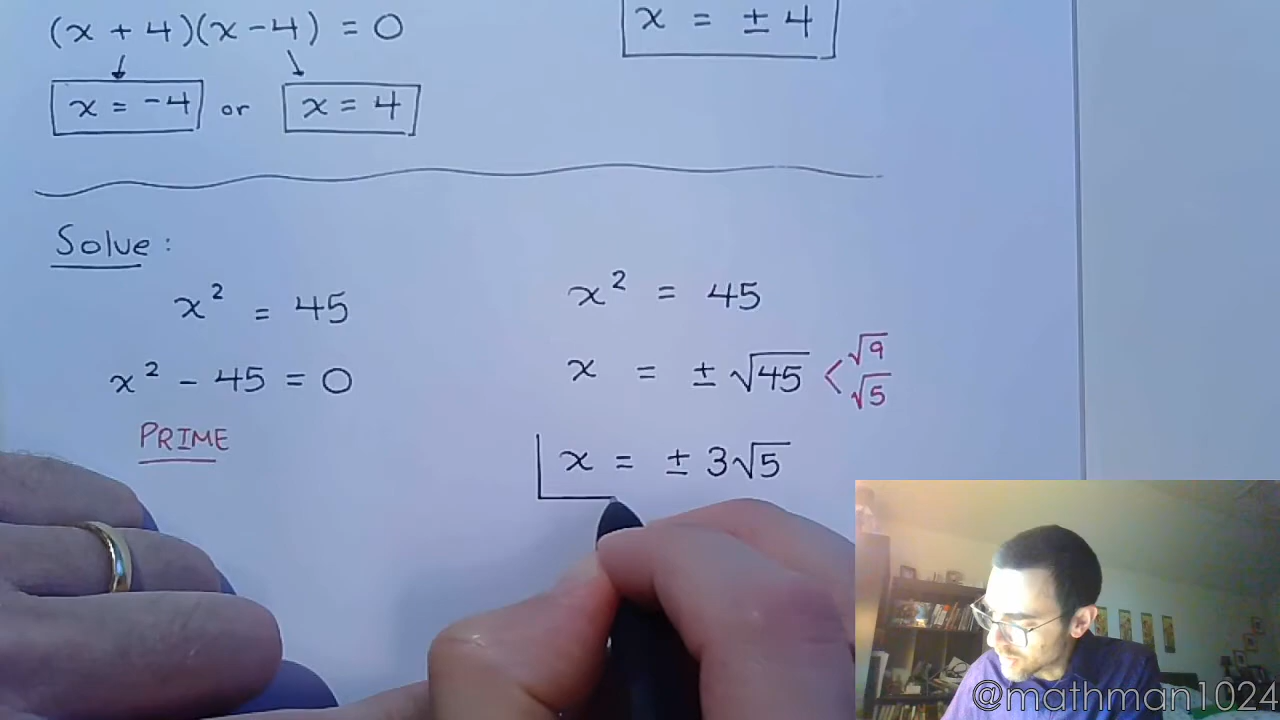 (x + 4)(x - 4) = 0
x = -4 or x = 4
x = ± 4
Solve:
x² = 45
x² - 45 = 0
PRIME
x² = 45
x = ± √45 < √9 √5
x = ± 3√5
@mathman1024